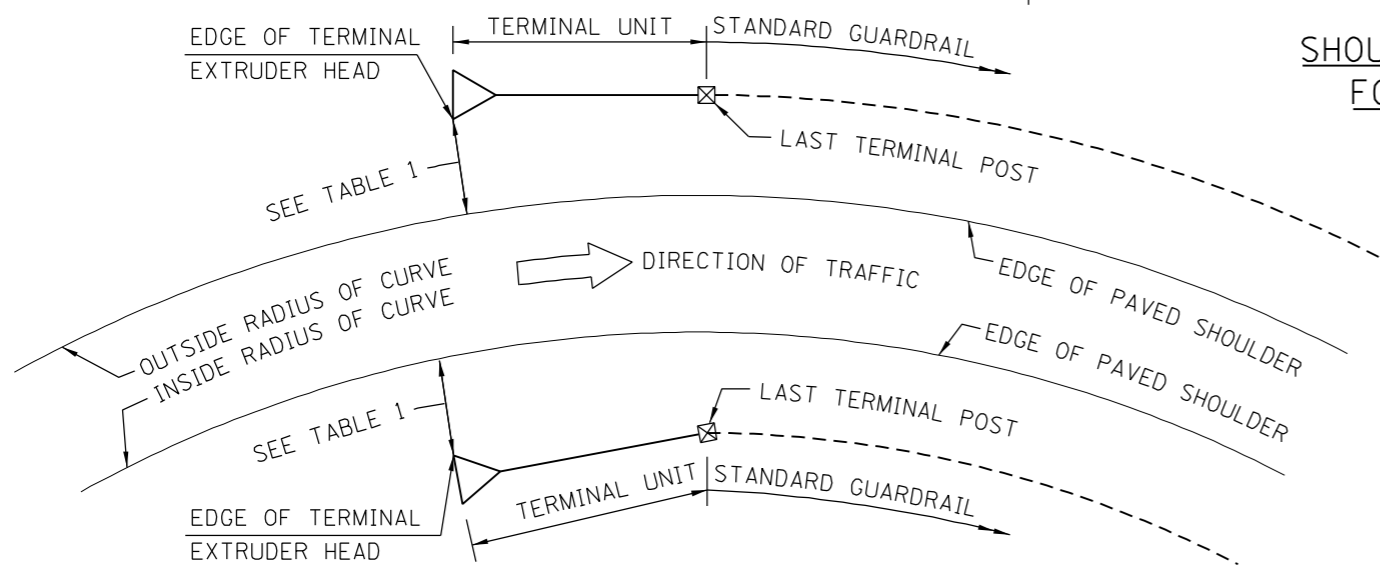 TERMINAL UNIT
STANDARD GUARDRAIL
EDGE OF TERMINAL
EXTRUDER HEAD
LAST TERMINAL POST
SEE TABLE 1
DIRECTION OF TRAFFIC
EDGE OF PAVED SHOULDER
OUTSIDE RADIUS OF CURVE
INSIDE RADIUS OF CURVE
EDGE OF PAVED SHOULDER
LAST TERMINAL POST
SEE TABLE 1
TERMINAL UNIT
STANDARD GUARDRAIL
EDGE OF TERMINAL
EXTRUDER HEAD